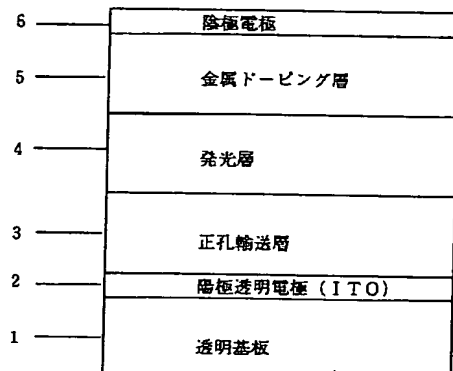 6 陰極電極
5 金属ドーピング層
4 発光層
3 正孔輸送層
2 陽極透明電極(ITO)
1 透明基板